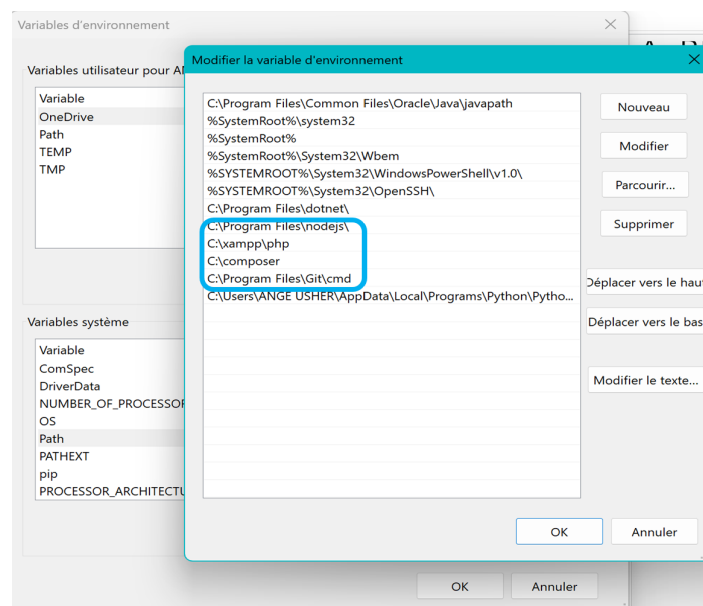 Variables d'environnement
Modifier la variable d'environnement
Variables utilisateur pour A
Variable
OneDrive
Path
TEMP
TMP
C:\Program Files\Common Files\Oracle\Java\javapath
%SystemRoot%\system32
%SystemRoot%
%SystemRoot%\System32\Wbem
%SYSTEMROOT%\System32\WindowsPowerShell\v1.0\
%SYSTEMROOT%\System32\OpenSSH\
C:\Program Files\dotnet\
C:\Program Files\nodejs\
C:\xampp\php
C:\composer
C:\Program Files\Git\cmd
C:\Users\ANGE USHER\AppData\Local\Programs\Python\Pytho...
Nouveau
Modifier
Parcourir...
Supprimer
Déplacer vers le haut
Déplacer vers le bas
Modifier le texte...
Variables système
Variable
ComSpec
DriverData
NUMBER_OF_PROCESSOR
OS
Path
PATHEXT
pip
PROCESSOR_ARCHITECTU
OK
Annuler
OK
Annuler